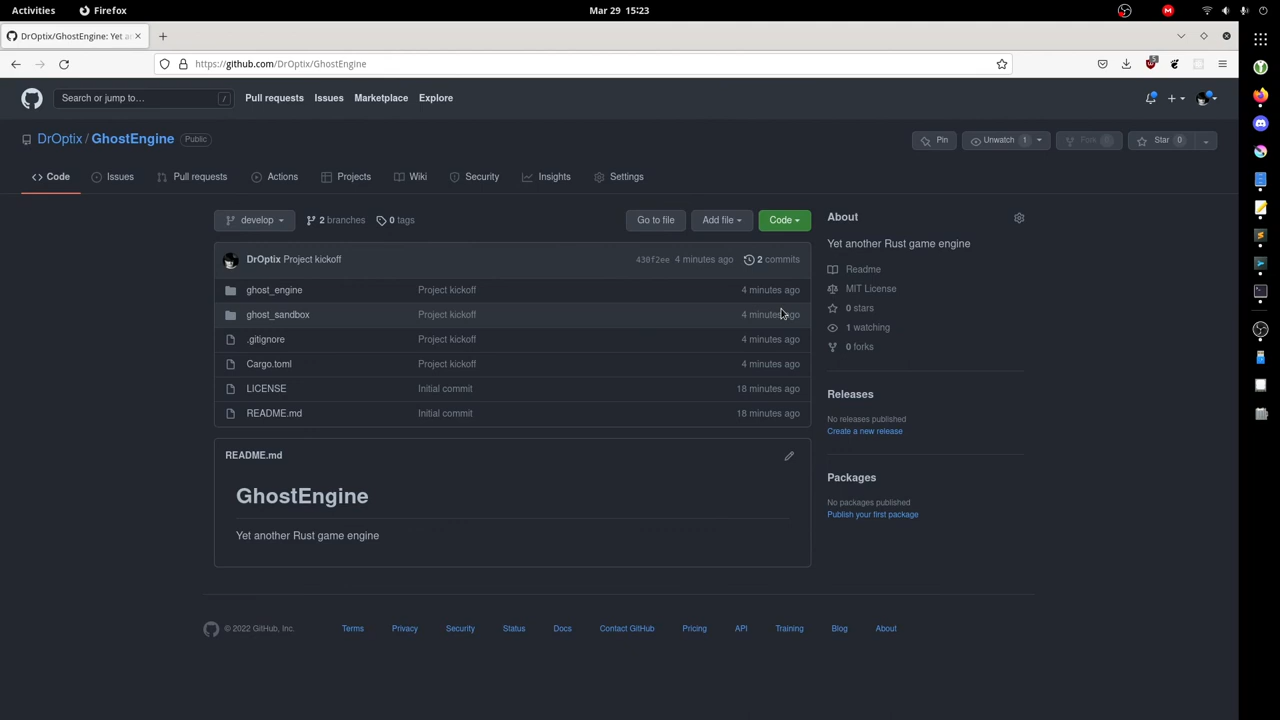 Activities Firefox Mar 29 15:23
DrOptix/GhostEngine: Yet a
https://github.com/DrOptix/GhostEngine 5
Search or jump to… / Pull requests Issues Marketplace Explore
DrOptix / GhostEngine Public Pin Unwatch 1 Fork Star 0
Code Issues Pull requests Actions Projects Wiki Security Insights Settings
develop 2 branches 0 tags Go to file Add file Code
DrOptix Project kickoff 430f2ee 4 minutes ago 2 commits
ghost_engine Project kickoff 4 minutes ago
ghost_sandbox Project kickoff 4 minutes ago
.gitignore Project kickoff 4 minutes ago
Cargo.toml Project kickoff 4 minutes ago
LICENSE Initial commit 18 minutes ago
README.md Initial commit 18 minutes ago
README.md
GhostEngine
Yet another Rust game engine
About
Yet another Rust game engine
Readme
MIT License
0 stars
1 watching
0 forks
Releases
No releases published
Create a new release
Packages
No packages published
Publish your first package
© 2022 GitHub, Inc. Terms Privacy Security Status Docs Contact GitHub Pricing API Training Blog About